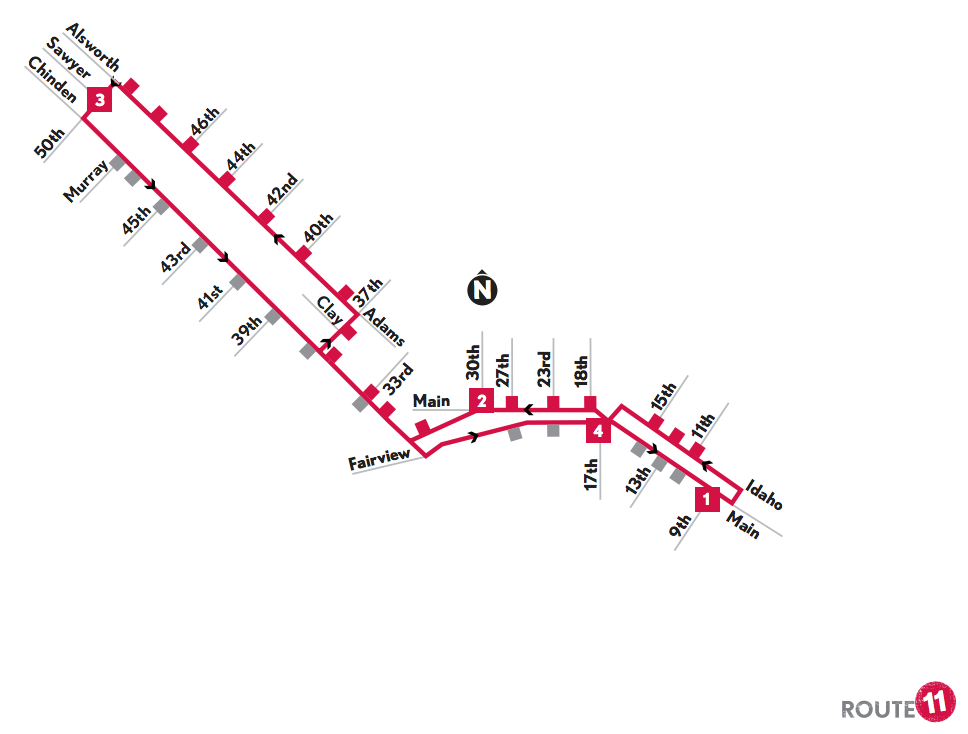 Alsworth
Sawyer
Chinden
3
50th
46th
Murray
44th
45th
42nd
43rd
40th
41st
37th
39th
Clay
Adams
N
33rd
30th
27th
23rd
18th
Main
2
15th
11th
4
Fairview
17th
13th
1
Idaho
9th
Main
ROUTE 11